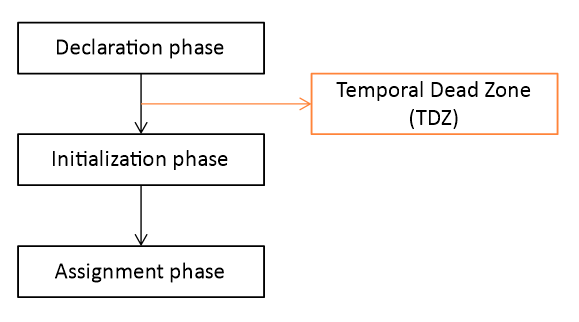 Declaration phase
Temporal Dead Zone
(TDZ)
Initialization phase
Assignment phase